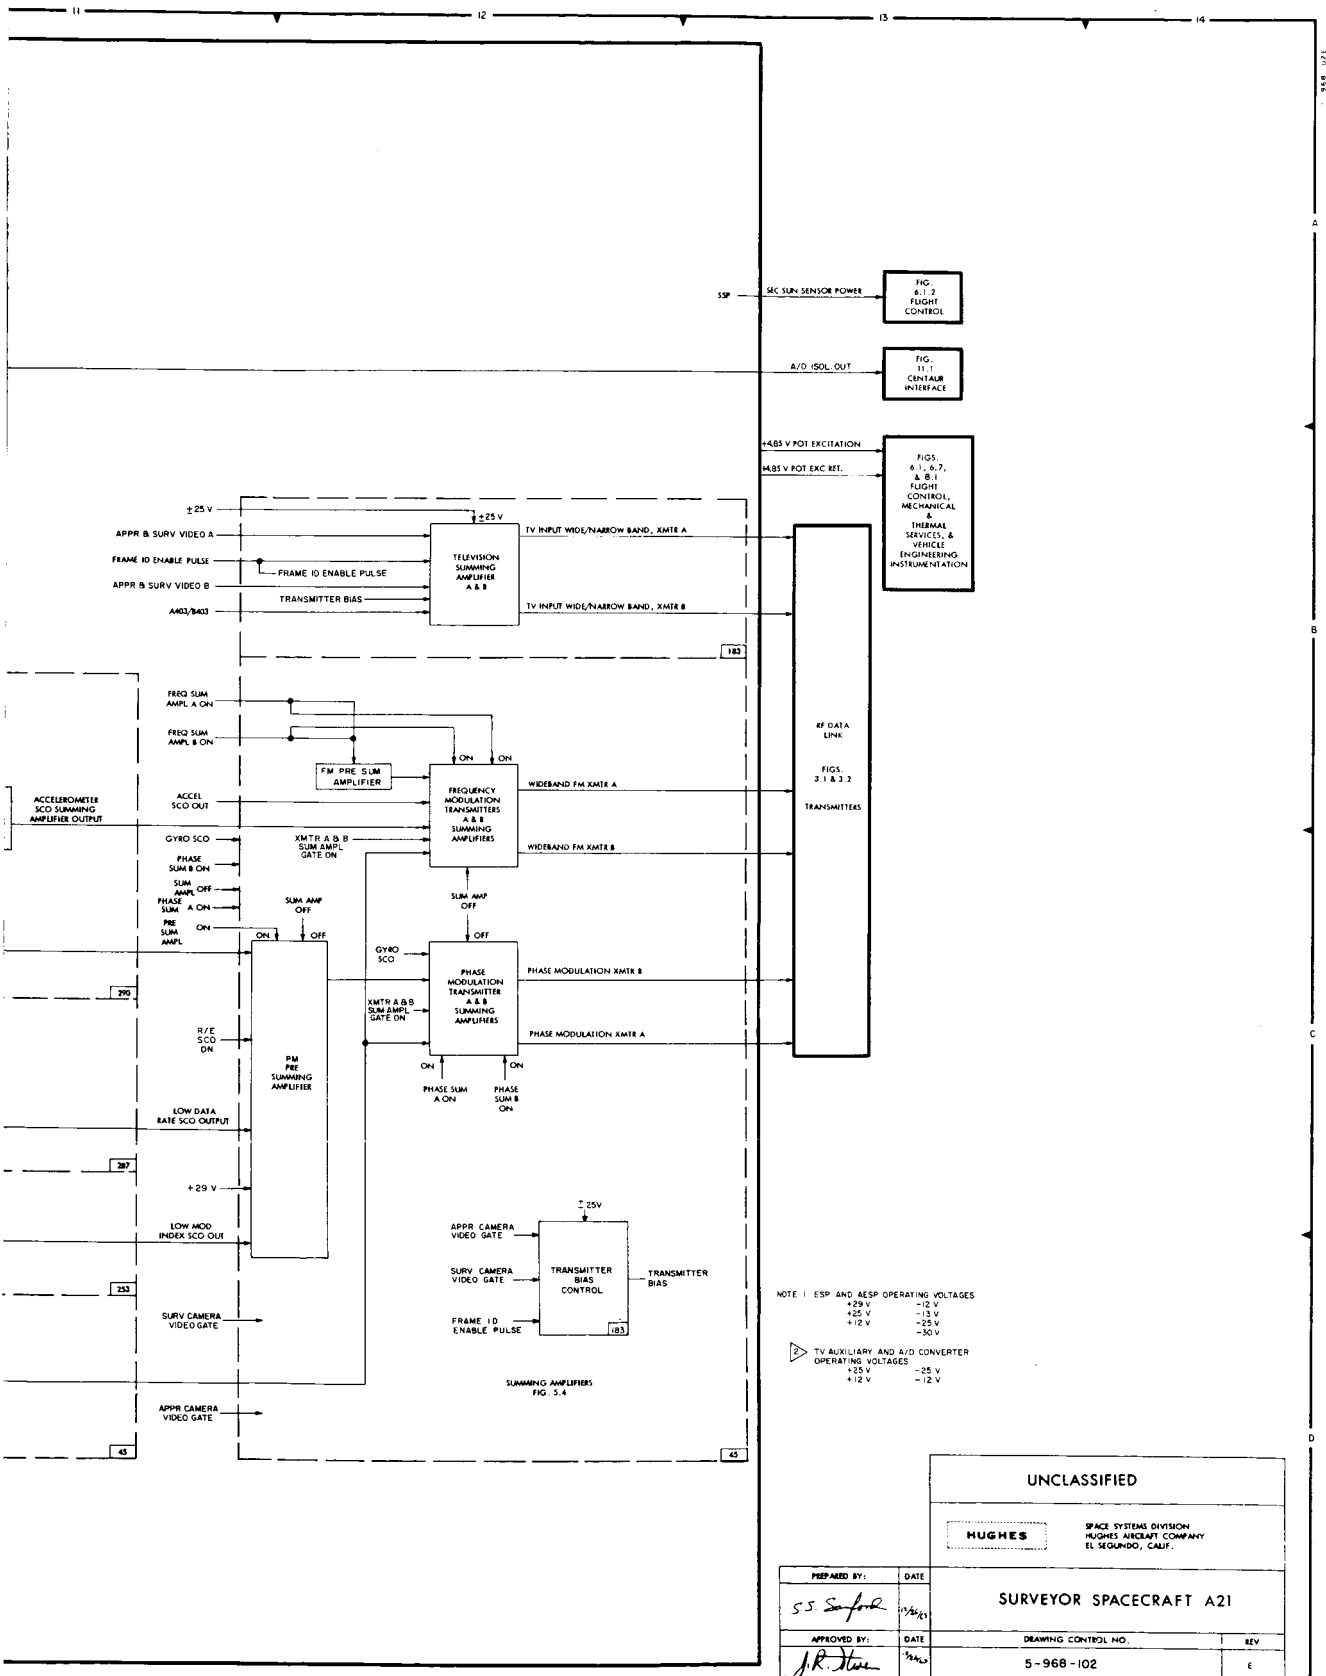 11
12
13
14
A
SSP
SEC SUN SENSOR POWER
FIG.
6.1.2
FLIGHT
CONTROL
A/D ISOL. OUT
FIG.
11.1
CENTAUR
INTERFACE
+4.85 V POT EXCITATION
+4.85 V POT EXC RET.
FIGS.
6.1, 6.7,
& 8.1
FLIGHT
CONTROL,
MECHANICAL
&
THERMAL
SERVICES, &
VEHICLE
ENGINEERING
INSTRUMENTATION
±25 V
±25 V
APPR & SURV VIDEO A
FRAME ID ENABLE PULSE
FRAME ID ENABLE PULSE
APPR & SURV VIDEO B
TRANSMITTER BIAS
A403/B403
TELEVISION
SUMMING
AMPLIFIER
A & B
TV INPUT WIDE/NARROW BAND, XMTR A
TV INPUT WIDE/NARROW BAND, XMTR B
183
B
FREQ SUM
AMPL A ON
FREQ SUM
AMPL B ON
FM PRE SUM
AMPLIFIER
ON
ON
ACCELEROMETER
SCO SUMMING
AMPLIFIER OUTPUT
ACCEL
SCO OUT
GYRO SCO
XMTR A & B
SUM AMPL
GATE ON
FREQUENCY
MODULATION
TRANSMITTERS
A & B
SUMMING
AMPLIFIERS
WIDEBAND FM XMTR A
WIDEBAND FM XMTR B
RF DATA
LINK
FIGS.
3.1 & 3.2
TRANSMITTERS
PHASE
SUM B ON
SUM
AMPL OFF
PHASE
SUM A ON
PRE
SUM
AMPL
ON
SUM AMP
OFF
ON
OFF
SUM AMP
OFF
OFF
GYRO
SCO
XMTR A & B
SUM AMPL
GATE ON
PHASE
MODULATION
TRANSMITTER
A & B
SUMMING
AMPLIFIERS
PHASE MODULATION XMTR B
PHASE MODULATION XMTR A
ON
ON
PHASE SUM
A ON
PHASE
SUM B
ON
290
R/E
SCO
ON
PM
PRE
SUMMING
AMPLIFIER
C
LOW DATA
RATE SCO OUTPUT
287
+29 V
LOW MOD
INDEX SCO OUT
253
SURV CAMERA
VIDEO GATE
±25V
APPR CAMERA
VIDEO GATE
SURV CAMERA
VIDEO GATE
FRAME ID
ENABLE PULSE
TRANSMITTER
BIAS
CONTROL
183
TRANSMITTER
BIAS
SUMMING AMPLIFIERS
FIG. 5.4
APPR CAMERA
VIDEO GATE
45
45
NOTE 1 ESP AND AESP OPERATING VOLTAGES
+29 V -12 V
+25 V -13 V
+12 V -25 V
-30 V
2 TV AUXILIARY AND A/D CONVERTER
OPERATING VOLTAGES
+25 V -25 V
+12 V -12 V
D
UNCLASSIFIED
HUGHES
SPACE SYSTEMS DIVISION
HUGHES AIRCRAFT COMPANY
EL SEGUNDO, CALIF.
PREPARED BY: DATE
S.S. Sanford
SURVEYOR SPACECRAFT A21
APPROVED BY: DATE
DRAWING CONTROL NO. REV
5-968-102 E